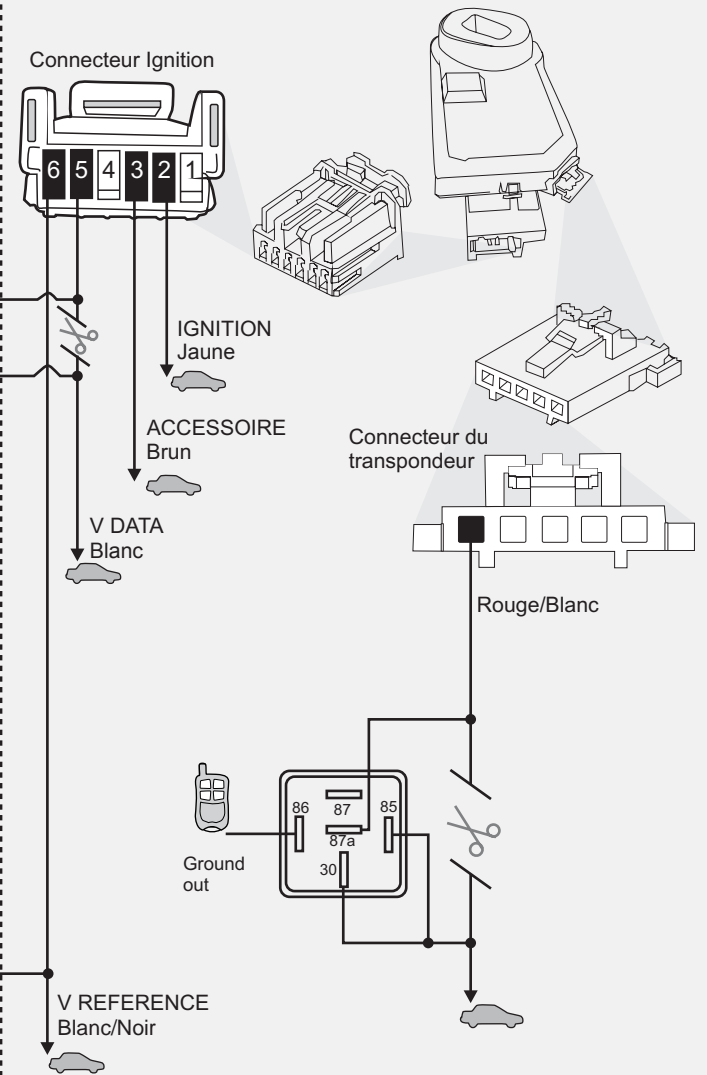 Connecteur Ignition
6 5 4 3 2 1
IGNITION
Jaune
ACCESSOIRE
Brun
V DATA
Blanc
Connecteur du
transpondeur
Rouge/Blanc
86 87 85
87a
30
Ground
out
V REFERENCE
Blanc/Noir